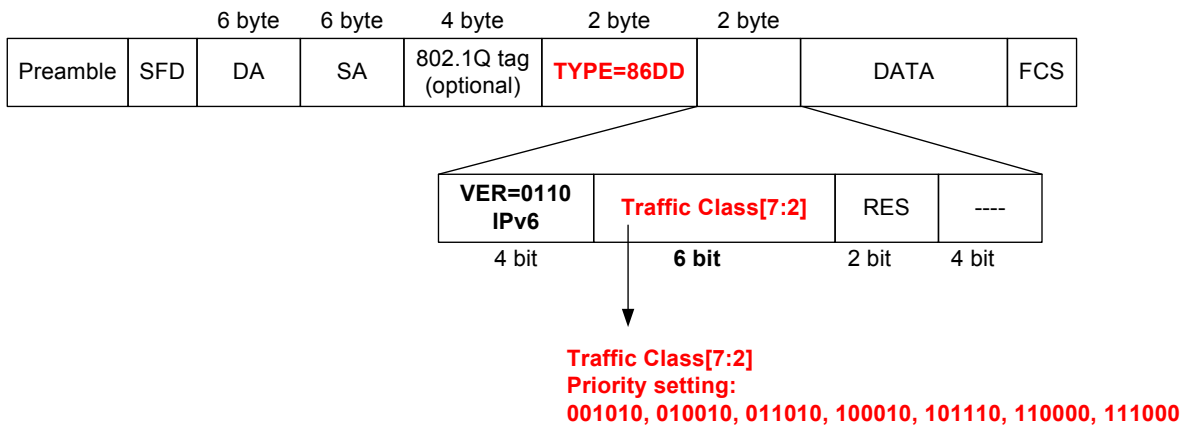 6 byte 6 byte 4 byte 2 byte 2 byte
Preamble SFD DA SA 802.1Q tag (optional) TYPE=86DD DATA FCS
VER=0110 IPv6 Traffic Class[7:2] RES ----
4 bit 6 bit 2 bit 4 bit
Traffic Class[7:2]
Priority setting:
001010, 010010, 011010, 100010, 101110, 110000, 111000